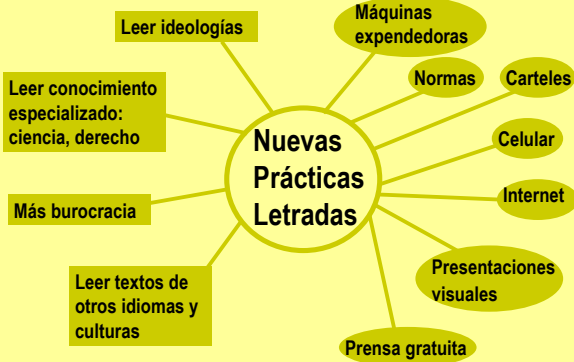 Leer ideologías
Leer conocimiento
especializado:
ciencia, derecho
Más burocracia
Leer textos de
otros idiomas y
culturas
Nuevas
Prácticas
Letradas
Máquinas
expendedoras
Normas
Carteles
Celular
Internet
Presentaciones
visuales
Prensa gratuita